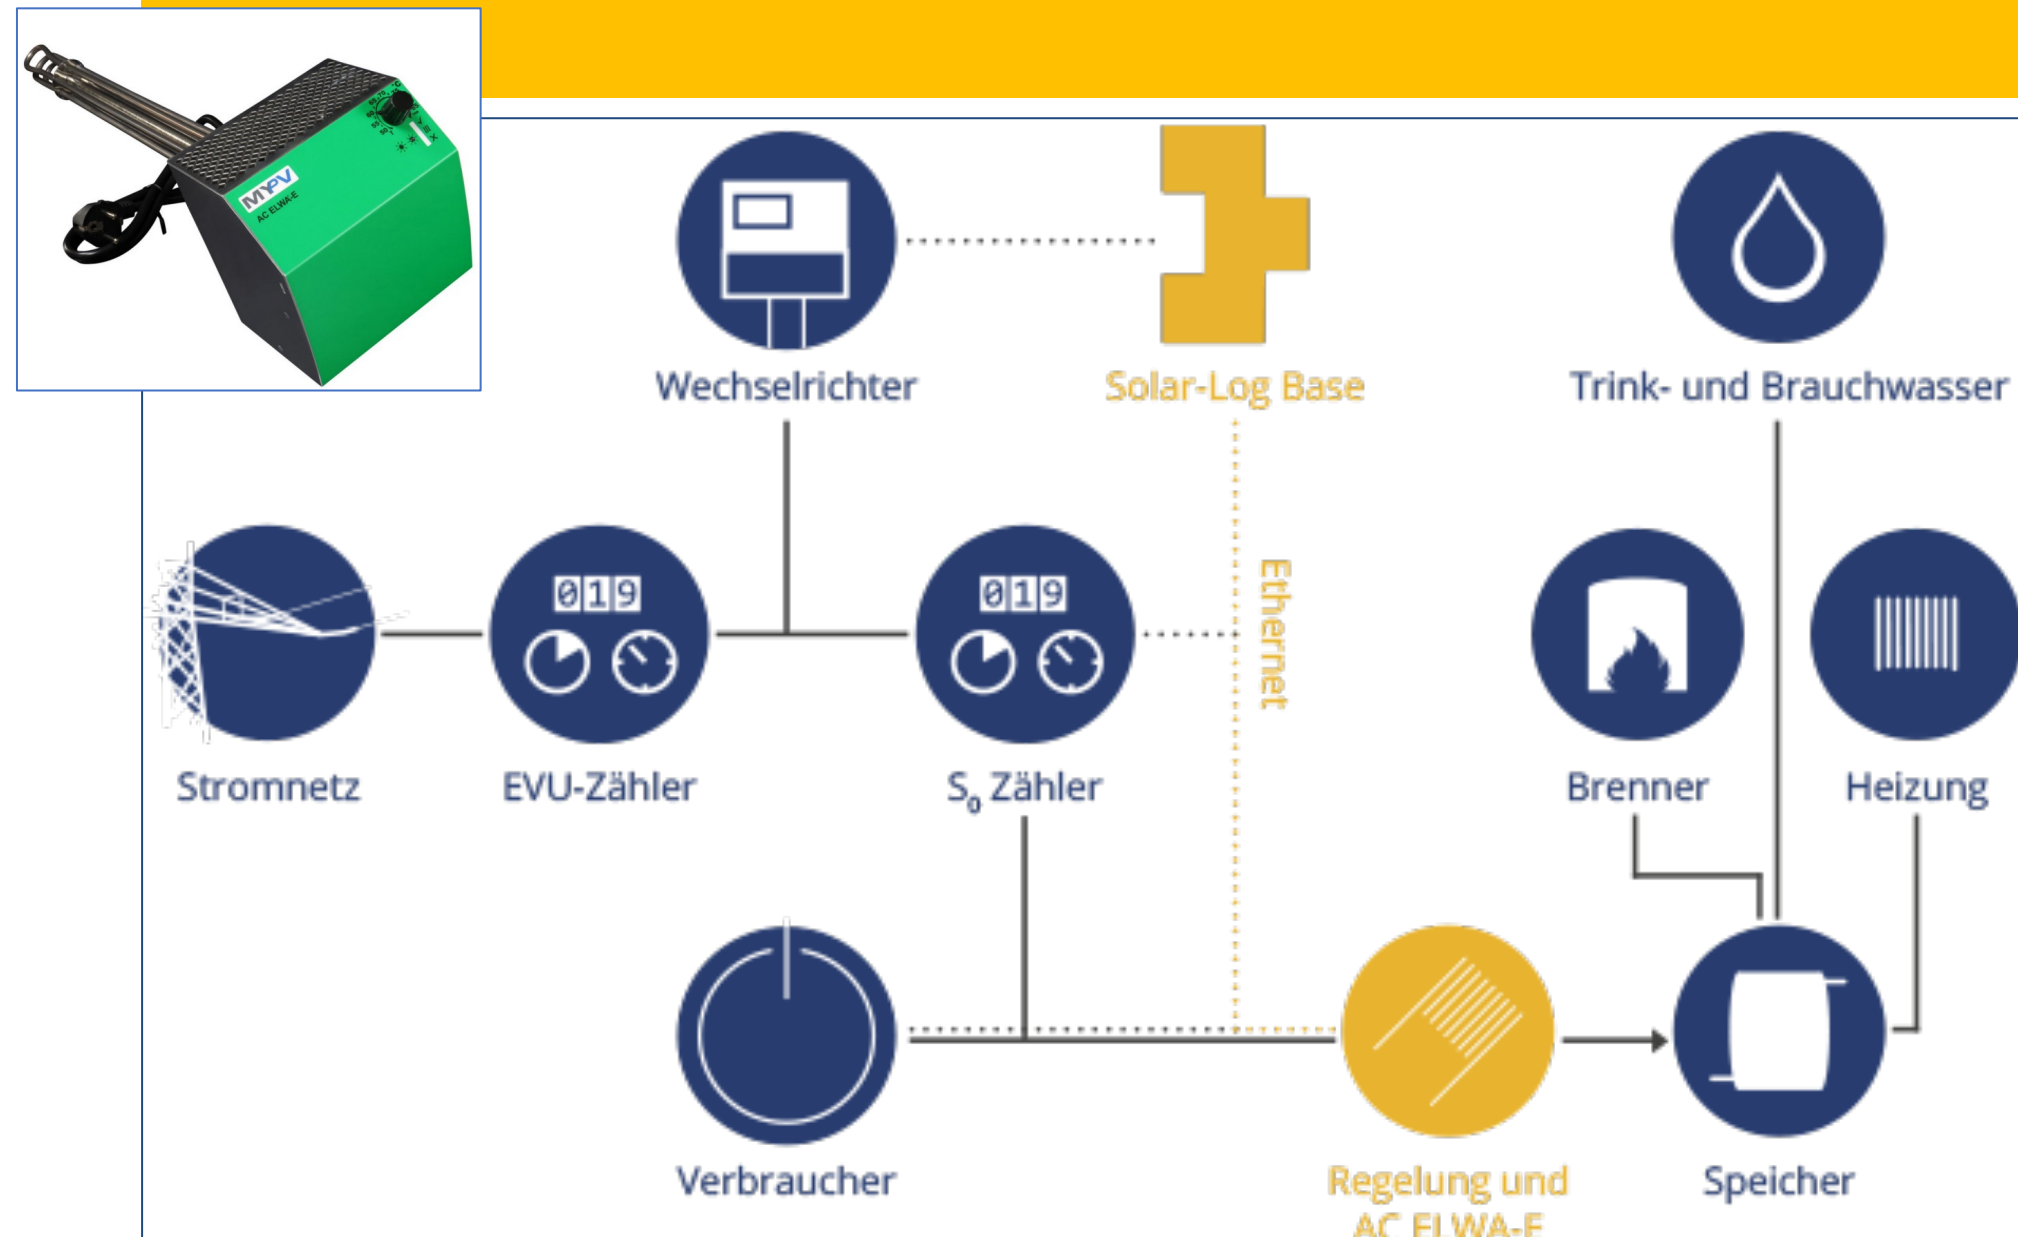 MYPV
AC ELWA-E
Wechselrichter
Solar-Log Base
Trink- und Brauchwasser
019
019
Ethernet
Stromnetz
EVU-Zähler
S₀ Zähler
Brenner
Heizung
Verbraucher
Regelung und
AC ELWA-E
Speicher